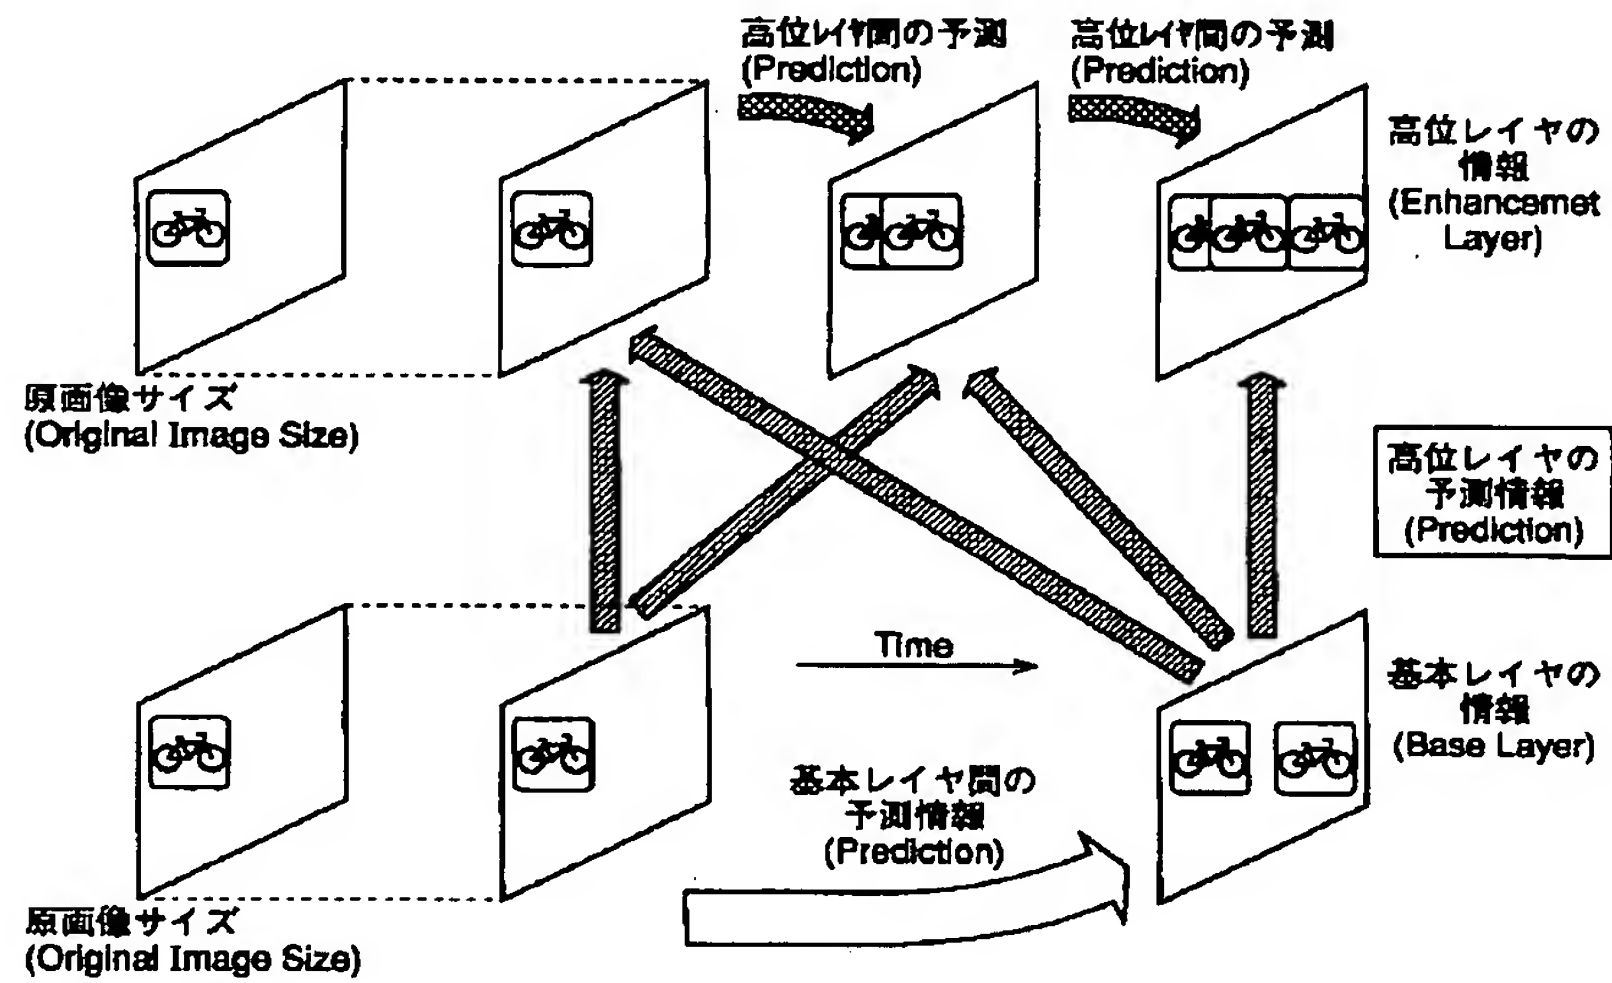 高位レイヤ間の予測
(Prediction)
高位レイヤ間の予測
(Prediction)
高位レイヤの
情報
(Enhancemet
Layer)
原画像サイズ
(Original Image Size)
高位レイヤの
予測情報
(Prediction)
Time
基本レイヤの
情報
(Base Layer)
基本レイヤ間の
予測情報
(Prediction)
原画像サイズ
(Original Image Size)